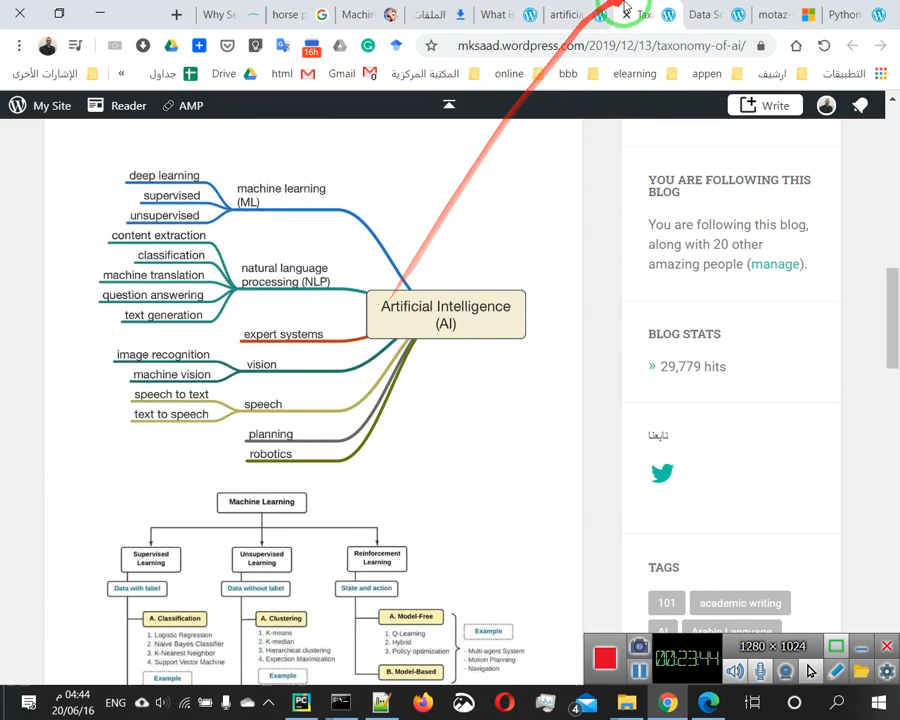 Why Se
horse p
Machin
الملفات
What is
artificia
Taxo
Data Sc
motaz-
Python
16h
mksaad.wordpress.com/2019/12/13/taxonomy-of-ai/
الإشارات الأخرى
»
جداول
Drive
html
Gmail
المكتبة المركزية
online
bbb
elearning
appen
ارشيف
التطبيقات
My Site
Reader
AMP
Write
deep learning
supervised
unsupervised
machine learning
(ML)
content extraction
classification
machine translation
question answering
text generation
natural language
processing (NLP)
Artificial Intelligence
(AI)
expert systems
image recognition
machine vision
vision
speech to text
text to speech
speech
planning
robotics
Machine Learning
Supervised
Learning
Unsupervised
Learning
Reinforcement
Learning
Data with label
Data without label
State and action
A. Classification
1. Logistic Regression
2. Naive Bayes Classifier
3. K-Nearest Neighbor
4. Support Vector Machine
Example
A. Clustering
1. K-means
2. K-median
3. Hierarchical clustering
4. Expection Maximization
Example
A. Model-Free
1. Q-Learning
2. Hybrid
3. Policy optimization
B. Model-Based
Example
- Multi-agent System
- Motion Planning
- Navigation
YOU ARE FOLLOWING THIS
BLOG
You are following this blog,
along with 20 other
amazing people (manage).
BLOG STATS
» 29,779 hits
تابعنا
TAGS
101
academic writing
AI
Arabic Language
00:23:44
1280 × 1024
04:44 م
20/06/16
ENG
PC
4